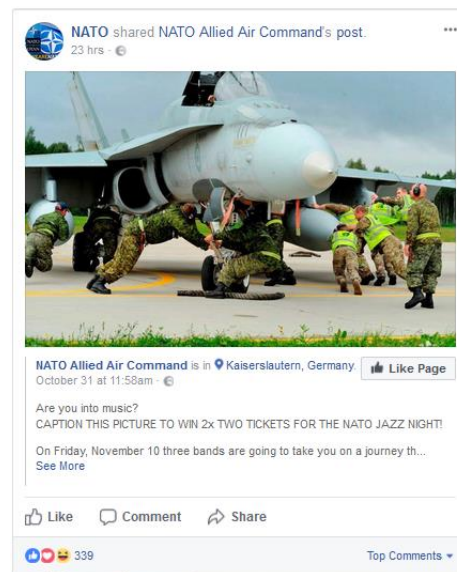 NATO shared NATO Allied Air Command's post.
23 hrs ·
NATO Allied Air Command is in Kaiserslautern, Germany.
Like Page
October 31 at 11:58am ·
Are you into music?
CAPTION THIS PICTURE TO WIN 2x TWO TICKETS FOR THE NATO JAZZ NIGHT!
On Friday, November 10 three bands are going to take you on a journey th...
See More
Like Comment Share
339 Top Comments